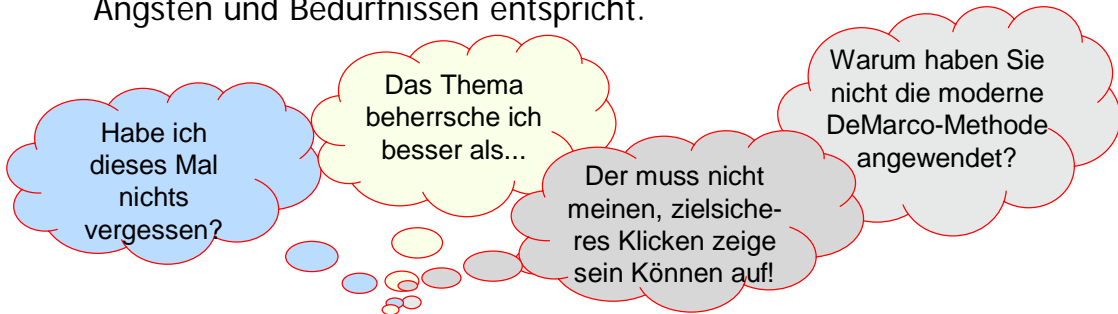 Ängsten und Bedürfnissen entspricht.
Habe ich
dieses Mal
nichts
vergessen?
Das Thema
beherrsche ich
besser als...
Der muss nicht
meinen, zielsiche-
res Klicken zeige
sein Können auf!
Warum haben Sie
nicht die moderne
DeMarco-Methode
angewendet?